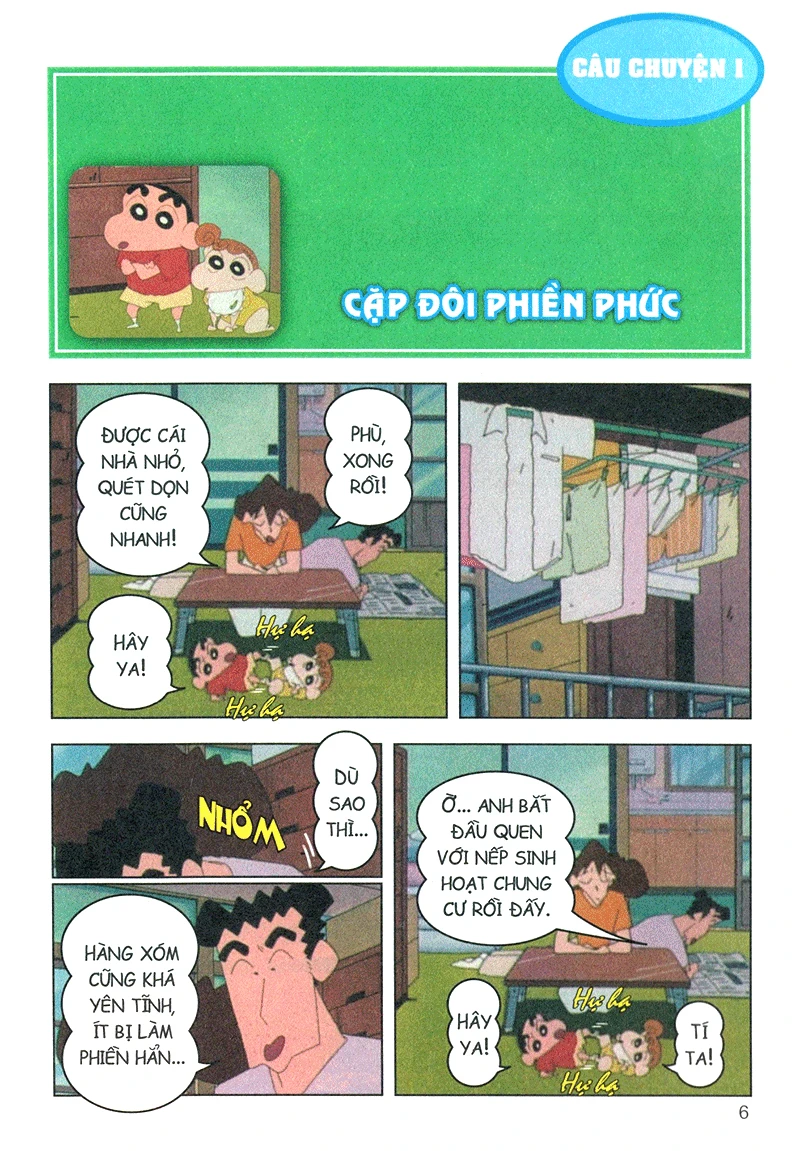 CÂU CHUYỆN 1
CẶP ĐÔI PHIỀN PHỨC
ĐƯỢC CÁI
NHÀ NHỎ,
QUÉT DỌN
CŨNG
NHANH!
PHÙ,
XONG
RỒI!
HÂY
YA!
Hự hạ
Hự hạ
NHỔM
DÙ
SAO
THÌ...
HÀNG XÓM
CŨNG KHÁ
YÊN TĨNH,
ÍT BỊ LÀM
PHIỀN HẲN...
Ờ... ANH BẮT
ĐẦU QUEN
VỚI NẾP SINH
HOẠT CHUNG
CƯ RỒI ĐẤY.
Hự hạ
HÂY
YA!
TÍ
TA!
Hự hạ
6